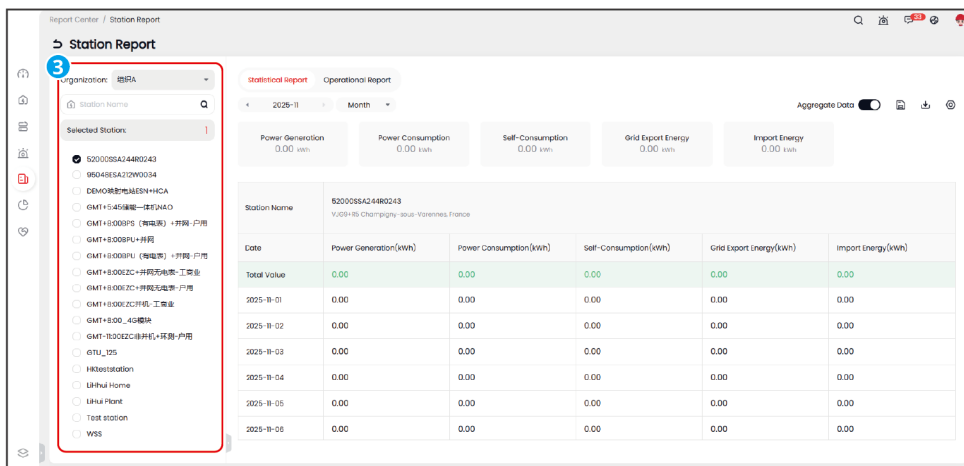 Report Center / Station Report
33
Station Report
3
Organization: 组织A
Station Name
Selected Station: 1
52000SSA244R0243
95048ESA212W0034
DEMO映射电站ESN+HCA
GMT+5:45储能一体机NAO
GMT+8:00BPS (有电表) +并网-户用
GMT+8:00BPU+并网
GMT+8:00BPU (有电表) +并网-户用
GMT+8:00EZC+并网无电表-工商业
GMT+8:00EZC+并网无电表-户用
GMT+8:00EZC并机-工商业
GMT+8:00_4G模块
GMT-11:00EZC非并机+环测-户用
GTU_125
HKteststation
LiHhui Home
LiHui Plant
Test station
WSS
Statistical Report Operational Report
2025-11 Month
Aggregate Data
Power Generation Power Consumption Self-Consumption Grid Export Energy Import Energy
0.00 kWh 0.00 kWh 0.00 kWh 0.00 kWh 0.00 kWh
Station Name 52000SSA244R0243
VJG9+R5 Champigny-sous-Varennes, France
Date Power Generation(kWh) Power Consumption(kWh) Self-Consumption(kWh) Grid Export Energy(kWh) Import Energy(kWh)
Total Value 0.00 0.00 0.00 0.00 0.00
2025-11-01 0.00 0.00 0.00 0.00 0.00
2025-11-02 0.00 0.00 0.00 0.00 0.00
2025-11-03 0.00 0.00 0.00 0.00 0.00
2025-11-04 0.00 0.00 0.00 0.00 0.00
2025-11-05 0.00 0.00 0.00 0.00 0.00
2025-11-06 0.00 0.00 0.00 0.00 0.00